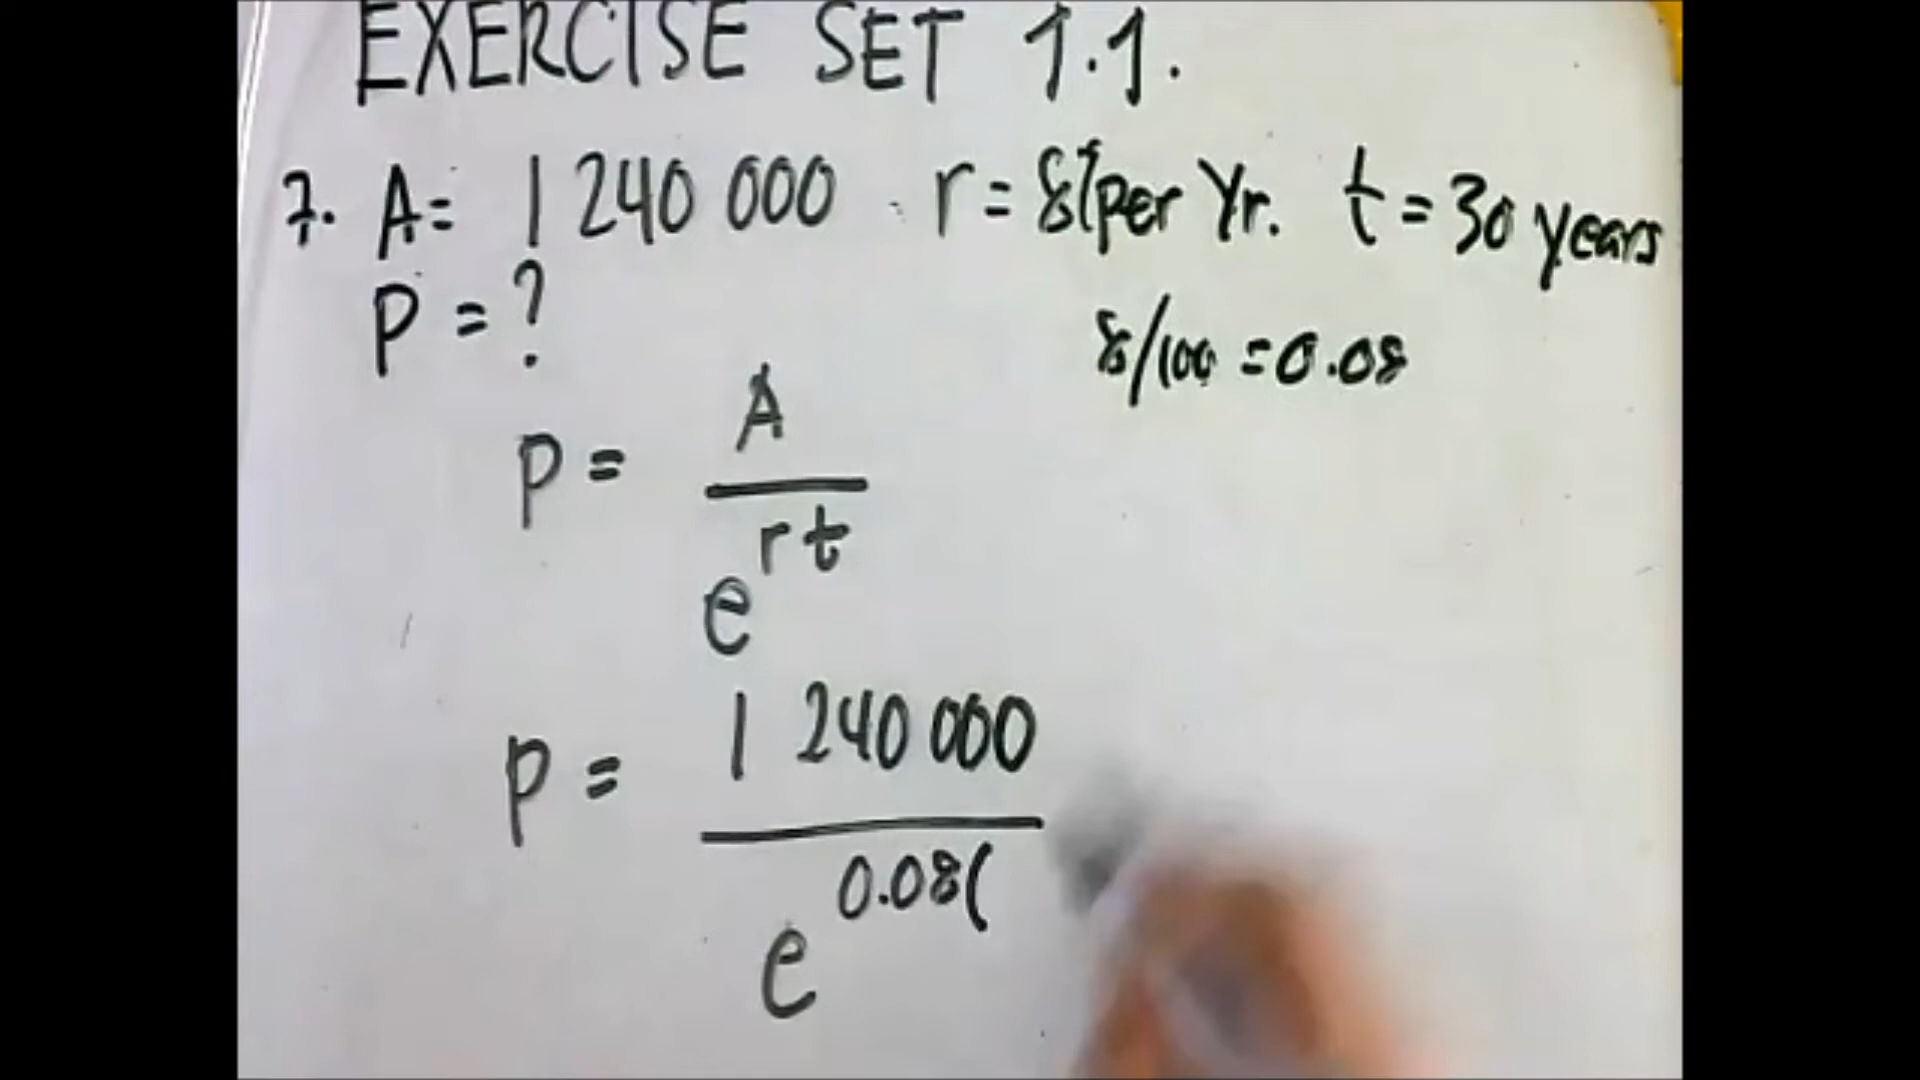 EXERCISE SET 1.1.
7. A = 1 240 000 r = 8% per Yr. t = 30 years
P = ?
8/100 = 0.08
P = A
rt
e
P = 1 240 000
0.08(
e